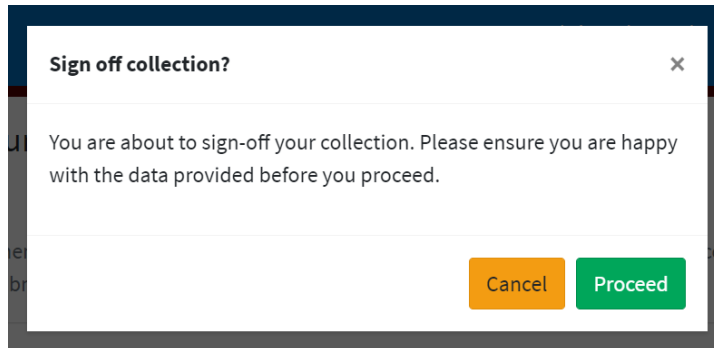 Sign off collection?
×
You are about to sign-off your collection. Please ensure you are happy
with the data provided before you proceed.
Cancel
Proceed